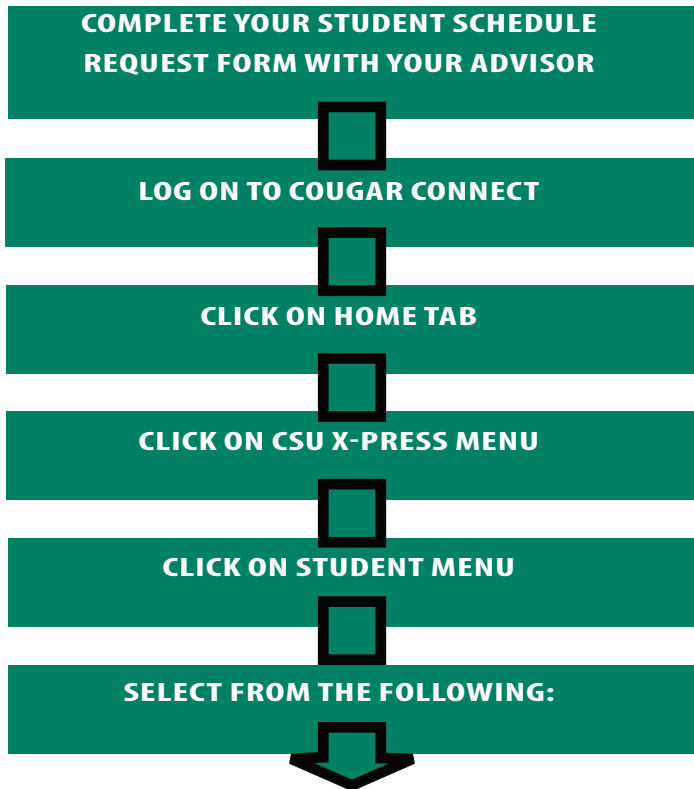 COMPLETE YOUR STUDENT SCHEDULE
REQUEST FORM WITH YOUR ADVISOR
LOG ON TO COUGAR CONNECT
CLICK ON HOME TAB
CLICK ON CSU X-PRESS MENU
CLICK ON STUDENT MENU
SELECT FROM THE FOLLOWING: